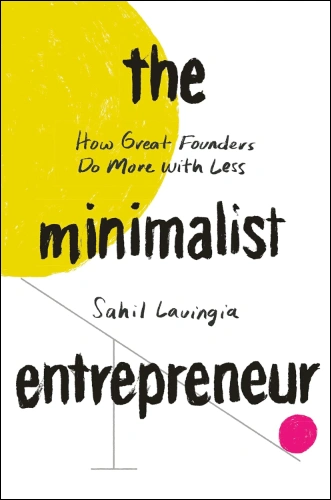 the
How Great Founders
Do More with Less
minimalist
Sahil Lavingia
entrepreneur